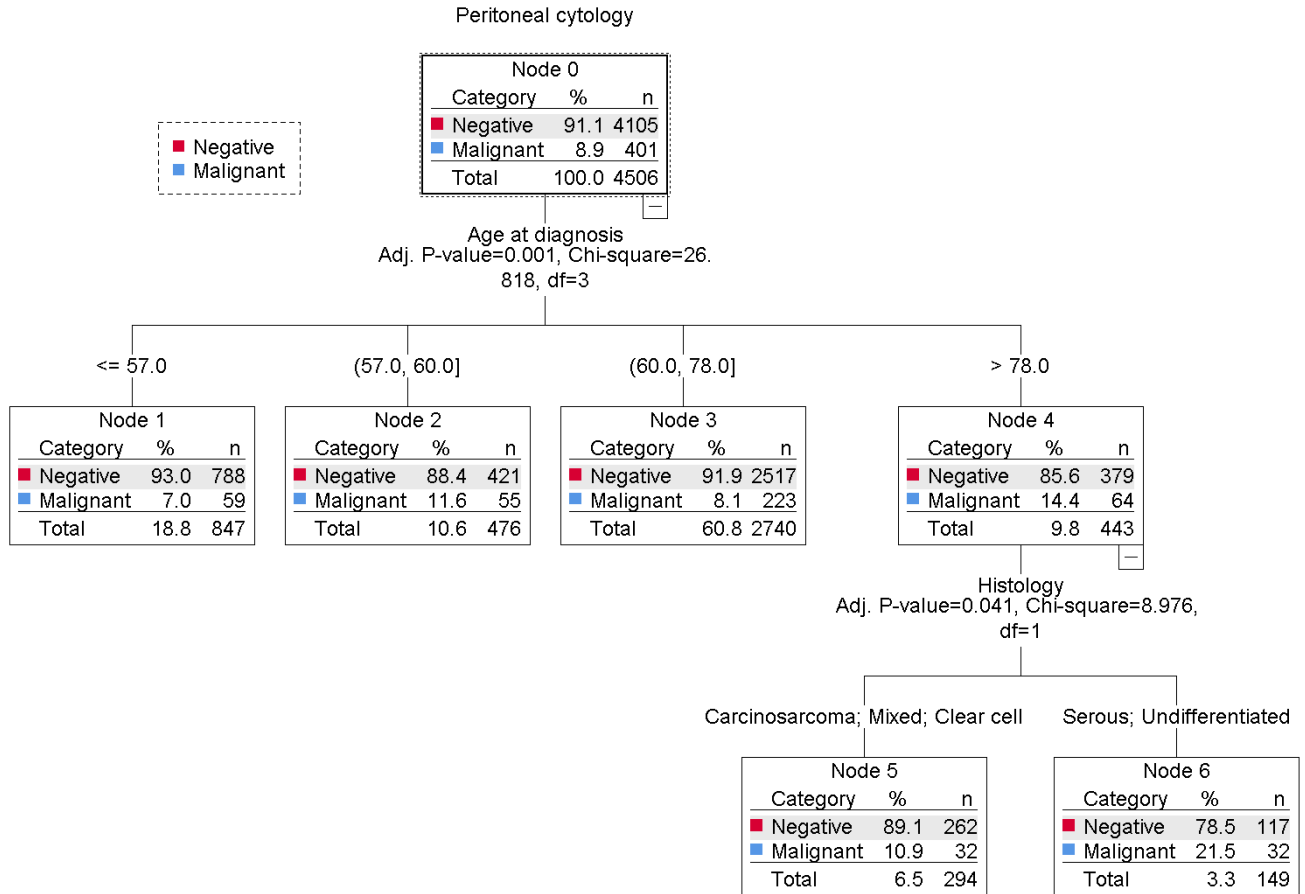 Peritoneal cytology
Node 0
Category % n
Negative 91.1 4105
Malignant 8.9 401
Total 100.0 4506
Negative
Malignant
Age at diagnosis
Adj. P-value=0.001, Chi-square=26.
818, df=3
<= 57.0
(57.0, 60.0]
(60.0, 78.0]
> 78.0
Node 1
Category % n
Negative 93.0 788
Malignant 7.0 59
Total 18.8 847
Node 2
Category % n
Negative 88.4 421
Malignant 11.6 55
Total 10.6 476
Node 3
Category % n
Negative 91.9 2517
Malignant 8.1 223
Total 60.8 2740
Node 4
Category % n
Negative 85.6 379
Malignant 14.4 64
Total 9.8 443
Histology
Adj. P-value=0.041, Chi-square=8.976,
df=1
Carcinosarcoma; Mixed; Clear cell
Serous; Undifferentiated
Node 5
Category % n
Negative 89.1 262
Malignant 10.9 32
Total 6.5 294
Node 6
Category % n
Negative 78.5 117
Malignant 21.5 32
Total 3.3 149